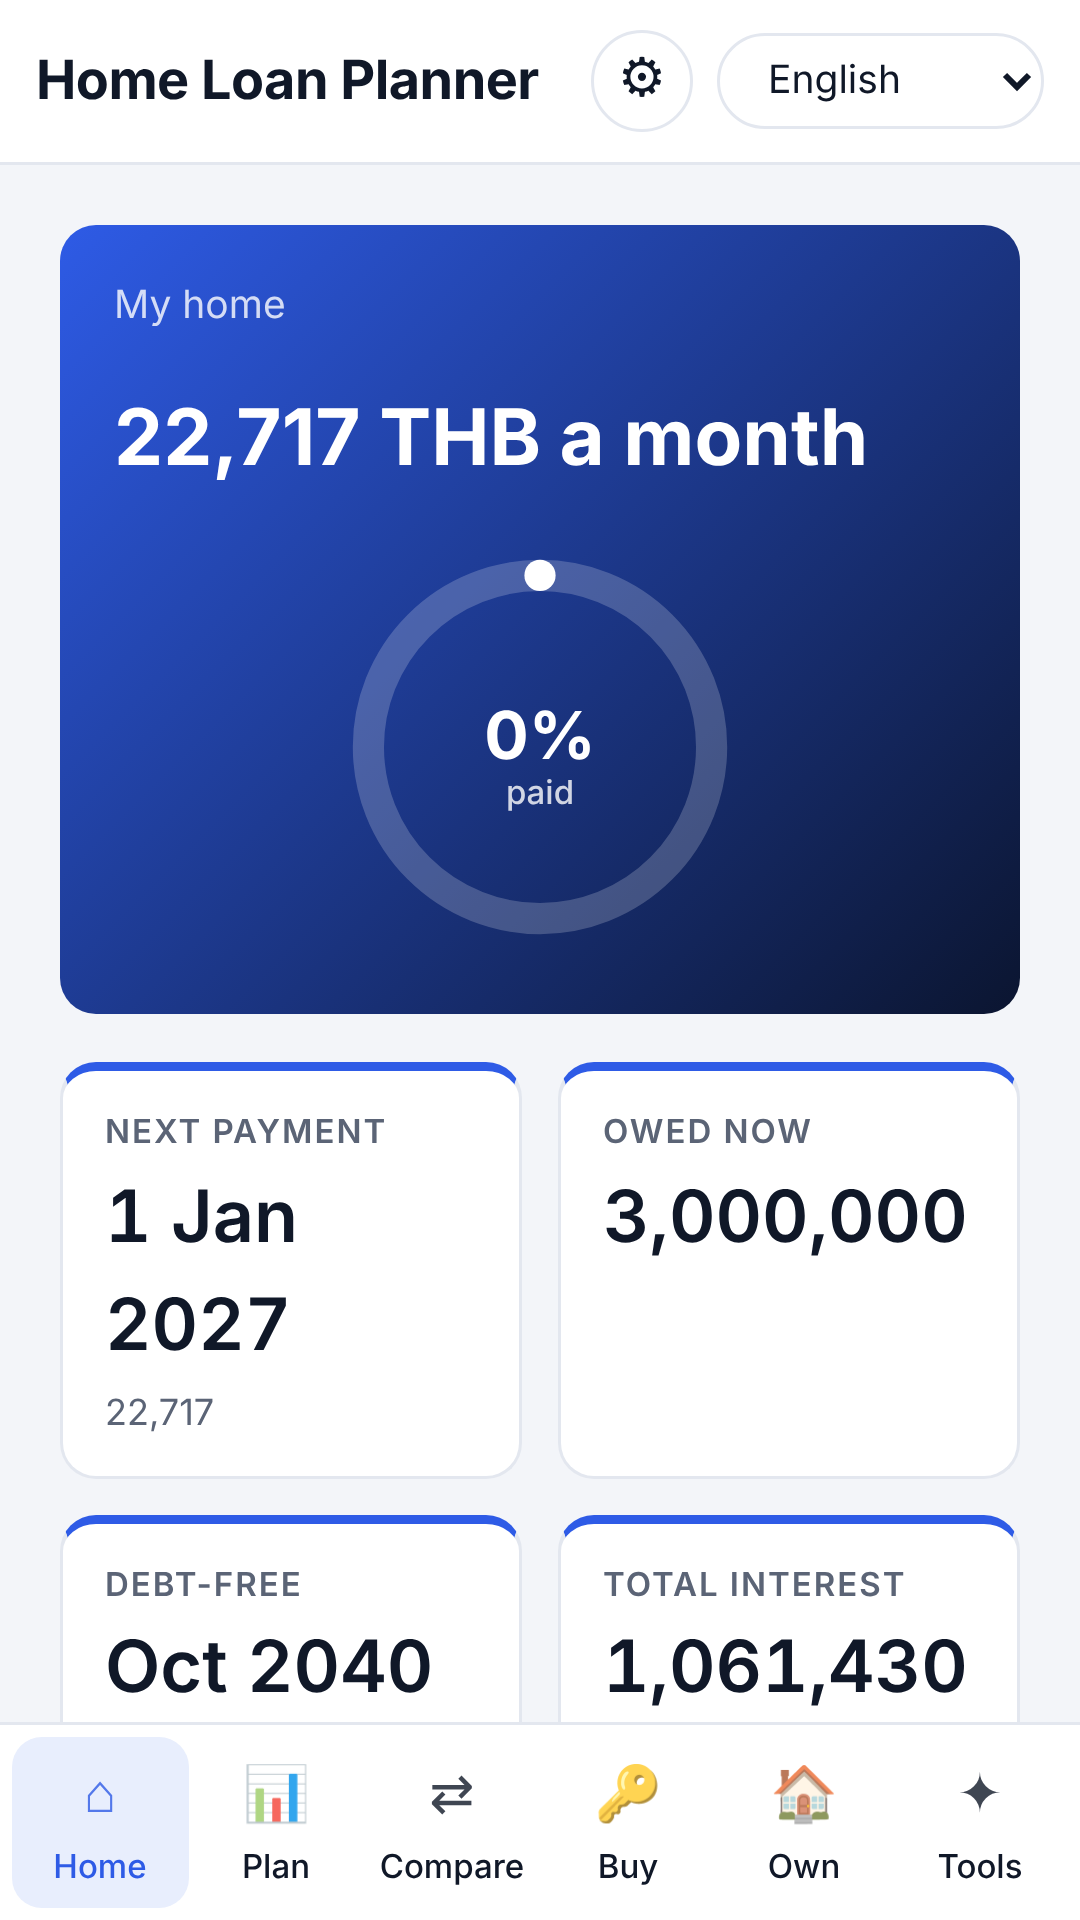 Home Loan Planner
English
My home
22,717 THB a month
0%
paid
NEXT PAYMENT
1 Jan
2027
22,717
OWED NOW
3,000,000
DEBT-FREE
Oct 2040
TOTAL INTEREST
1,061,430
Home
Plan
Compare
Buy
Own
Tools